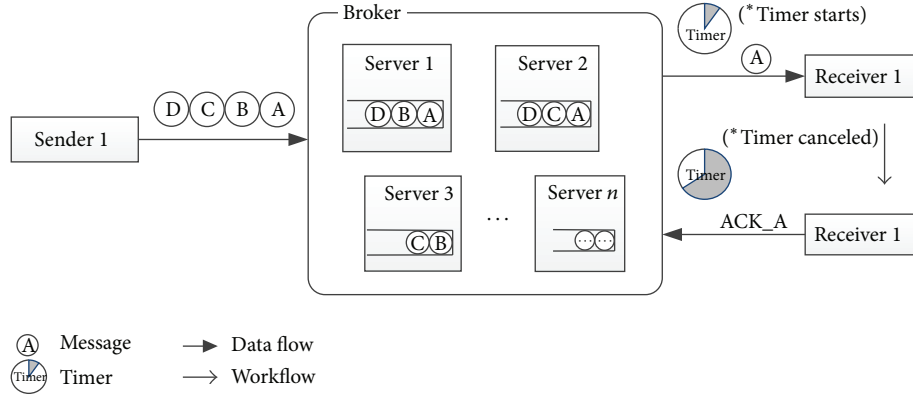 Broker
(*Timer starts)
Timer
A
Receiver 1
Server 1
D B A
Server 2
D C A
D C B A
Sender 1
(*Timer canceled)
Timer
Server 3
C B
...
Server n
... ...
ACK_A
Receiver 1
A Message
Data flow
Timer Timer
Workflow